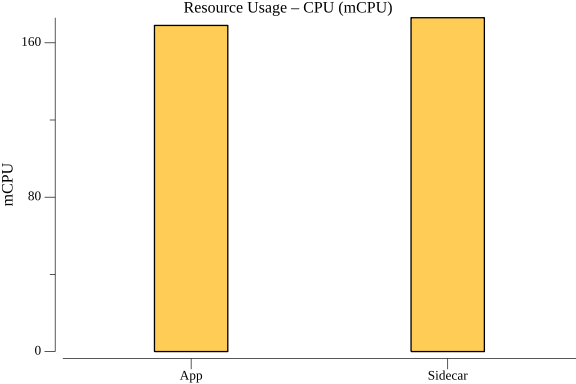 Resource Usage – CPU (mCPU)
mCPU
160
80
0
App
Sidecar